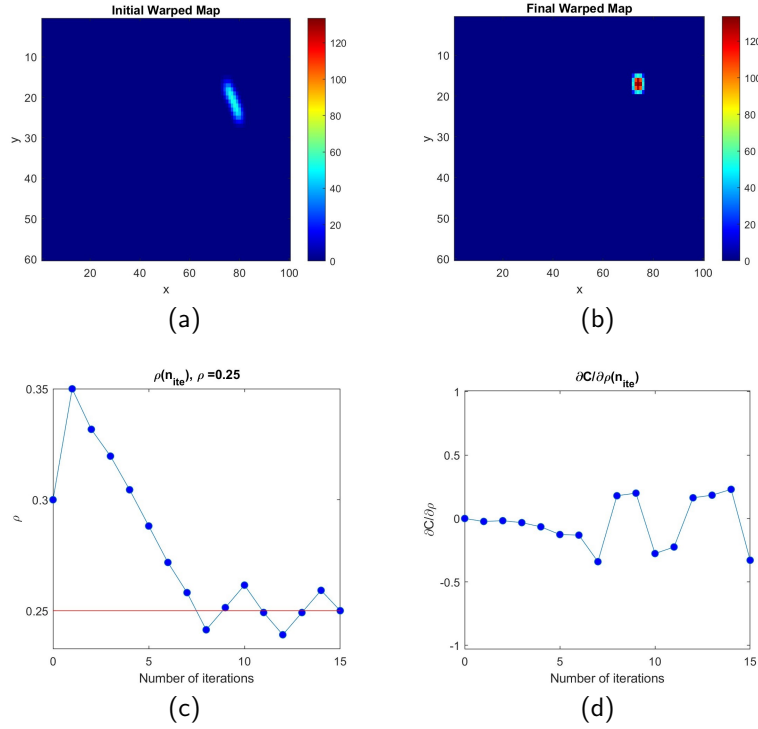 Initial Warped Map
10
20
30
40
50
60
y
20 40 60 80 100
x
120
100
80
60
40
20
0
(a)
Final Warped Map
10
20
30
40
50
60
y
20 40 60 80 100
x
120
100
80
60
40
20
0
(b)
ρ(n_ite), ρ =0.25
0.35
0.3
0.25
ρ
0 5 10 15
Number of iterations
(c)
∂C/∂ρ(n_ite)
1
0.5
0
-0.5
-1
∂C/∂ρ
0 5 10 15
Number of iterations
(d)